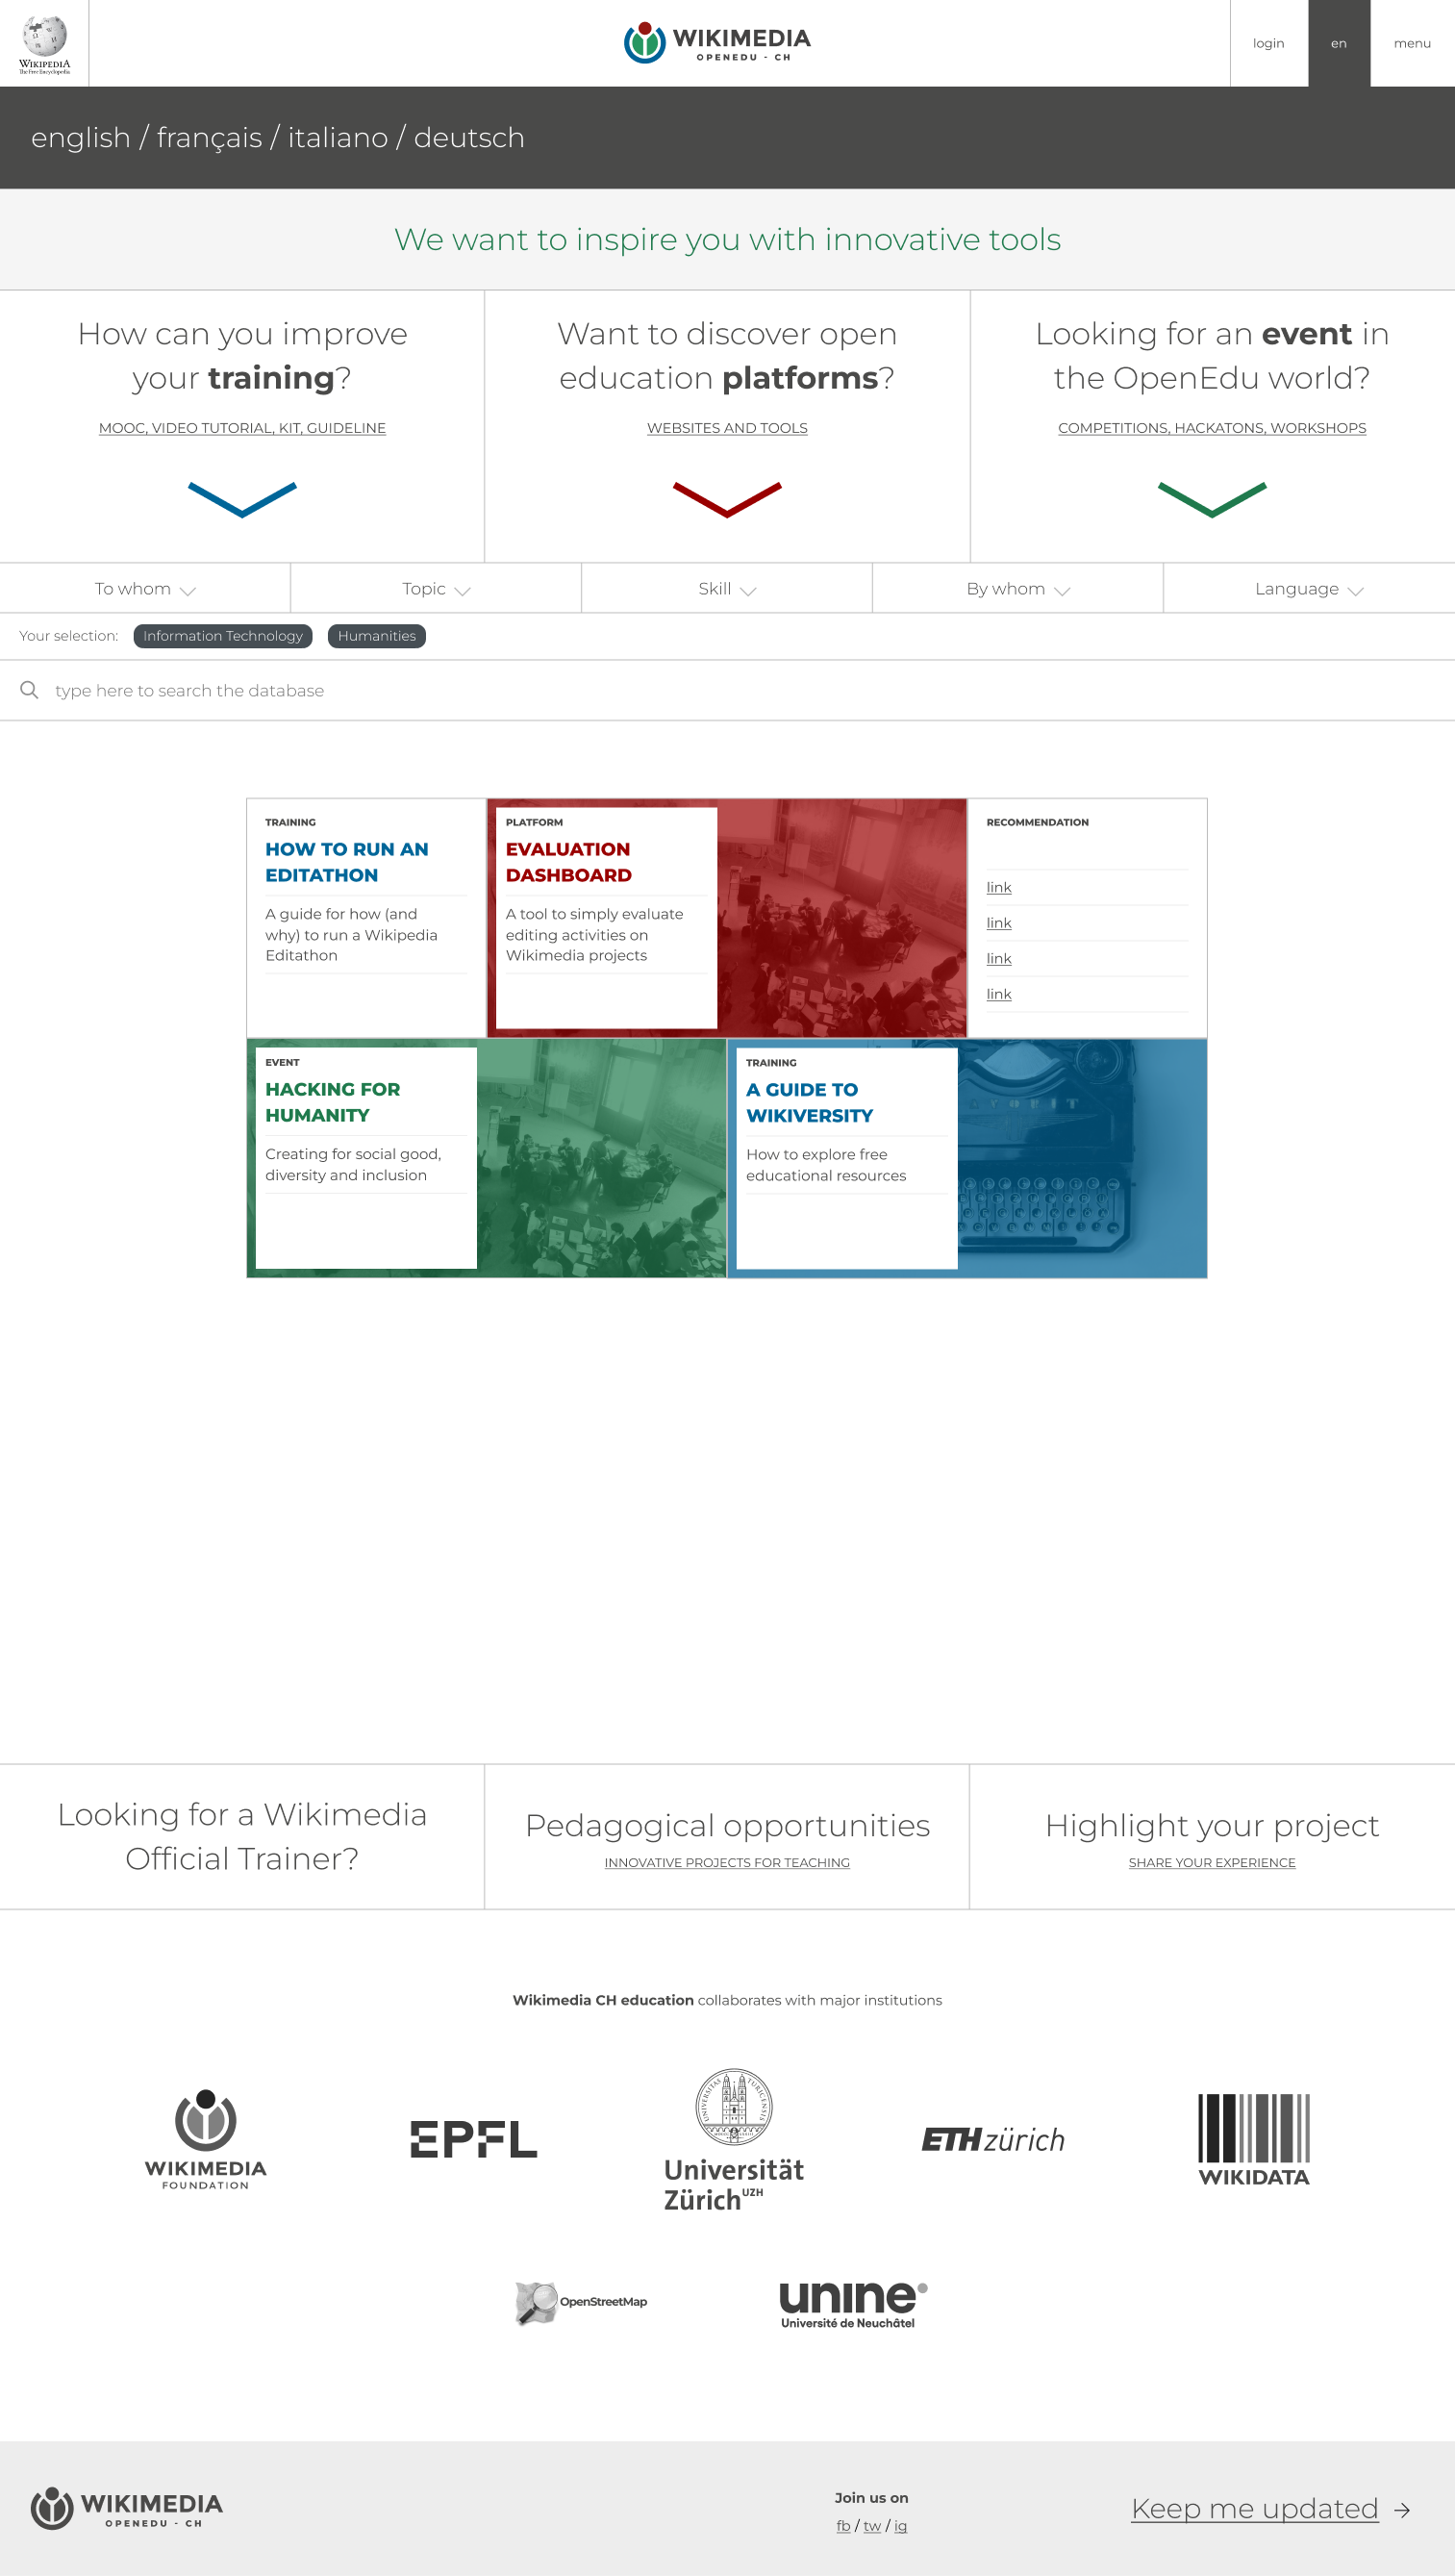 WIKIPEDIA
The Free Encyclopedia
WIKIMEDIA
OPENEDU - CH
login
en
menu
english / français / italiano / deutsch
We want to inspire you with innovative tools
How can you improve
your training?
MOOC, VIDEO TUTORIAL, KIT, GUIDELINE
Want to discover open
education platforms?
WEBSITES AND TOOLS
Looking for an event in
the OpenEdu world?
COMPETITIONS, HACKATONS, WORKSHOPS
To whom
Topic
Skill
By whom
Language
Your selection: Information Technology Humanities
type here to search the database
TRAINING
HOW TO RUN AN
EDITATHON
A guide for how (and
why) to run a Wikipedia
Editathon
PLATFORM
EVALUATION
DASHBOARD
A tool to simply evaluate
editing activities on
Wikimedia projects
RECOMMENDATION
link
link
link
link
EVENT
HACKING FOR
HUMANITY
Creating for social good,
diversity and inclusion
TRAINING
A GUIDE TO
WIKIVERSITY
How to explore free
educational resources
Looking for a Wikimedia
Official Trainer?
Pedagogical opportunities
INNOVATIVE PROJECTS FOR TEACHING
Highlight your project
SHARE YOUR EXPERIENCE
Wikimedia CH education collaborates with major institutions
WIKIMEDIA
FOUNDATION
EPFL
UNIVERSITAS TURICENSIS
Universität
Zürich UZH
ETH zürich
WIKIDATA
OpenStreetMap
unine
Université de Neuchâtel
WIKIMEDIA
OPENEDU - CH
Join us on
fb / tw / ig
Keep me updated